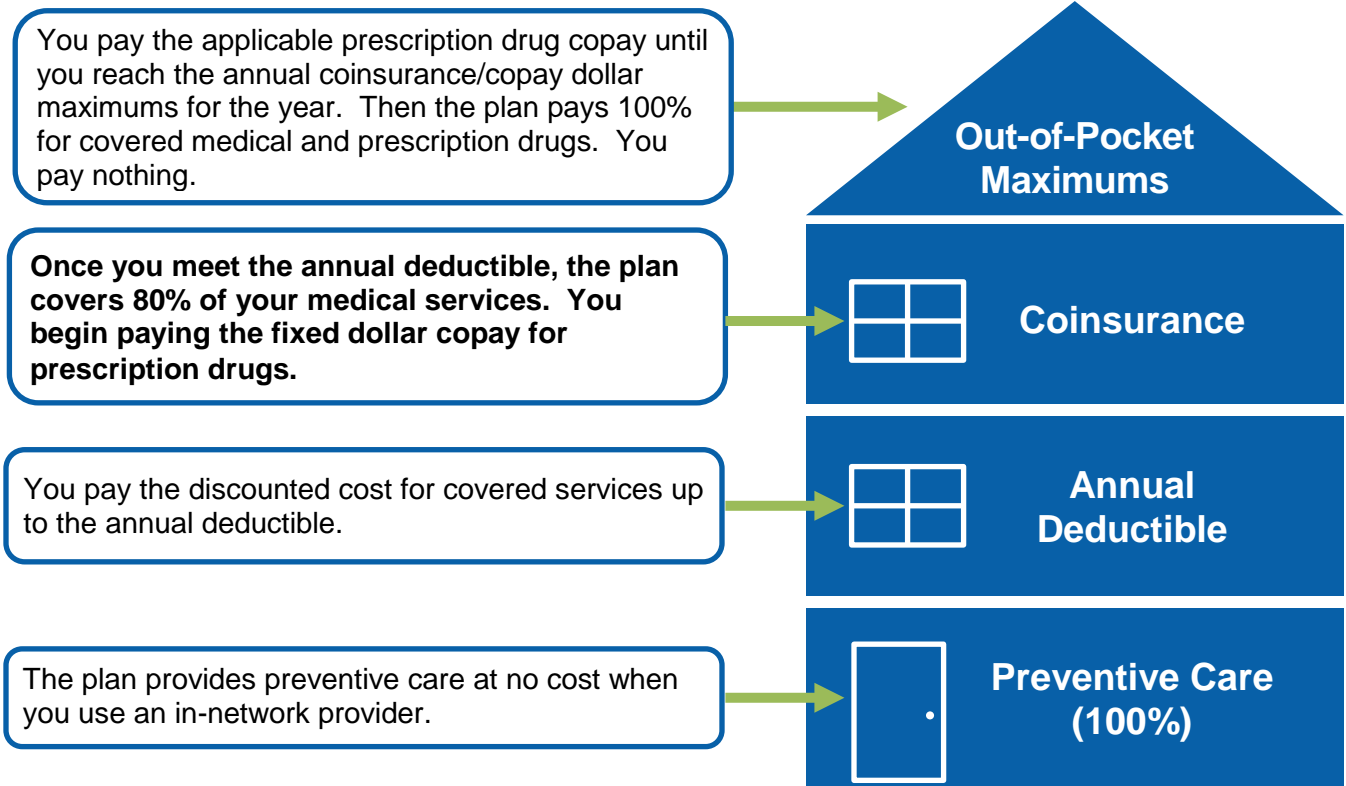 You pay the applicable prescription drug copay until
you reach the annual coinsurance/copay dollar
maximums for the year.  Then the plan pays 100%
for covered medical and prescription drugs.  You
pay nothing.
Out-of-Pocket
Maximums
Once you meet the annual deductible, the plan
covers 80% of your medical services.  You
begin paying the fixed dollar copay for
prescription drugs.
Coinsurance
You pay the discounted cost for covered services up
to the annual deductible.
Annual
Deductible
The plan provides preventive care at no cost when
you use an in-network provider.
Preventive Care
(100%)